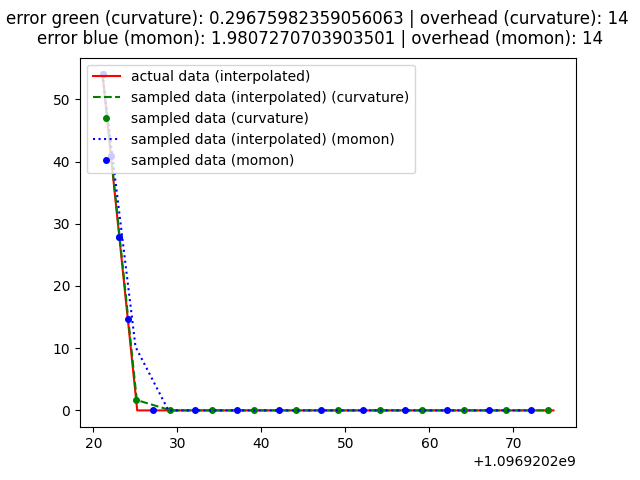 error green (curvature): 0.29675982359056063 | overhead (curvature): 14
error blue (momon): 1.9807270703903501 | overhead (momon): 14
actual data (interpolated)
sampled data (interpolated) (curvature)
sampled data (curvature)
sampled data (interpolated) (momon)
sampled data (momon)
50
40
30
20
10
0
20 30 40 50 60 70
+1.0969202e9